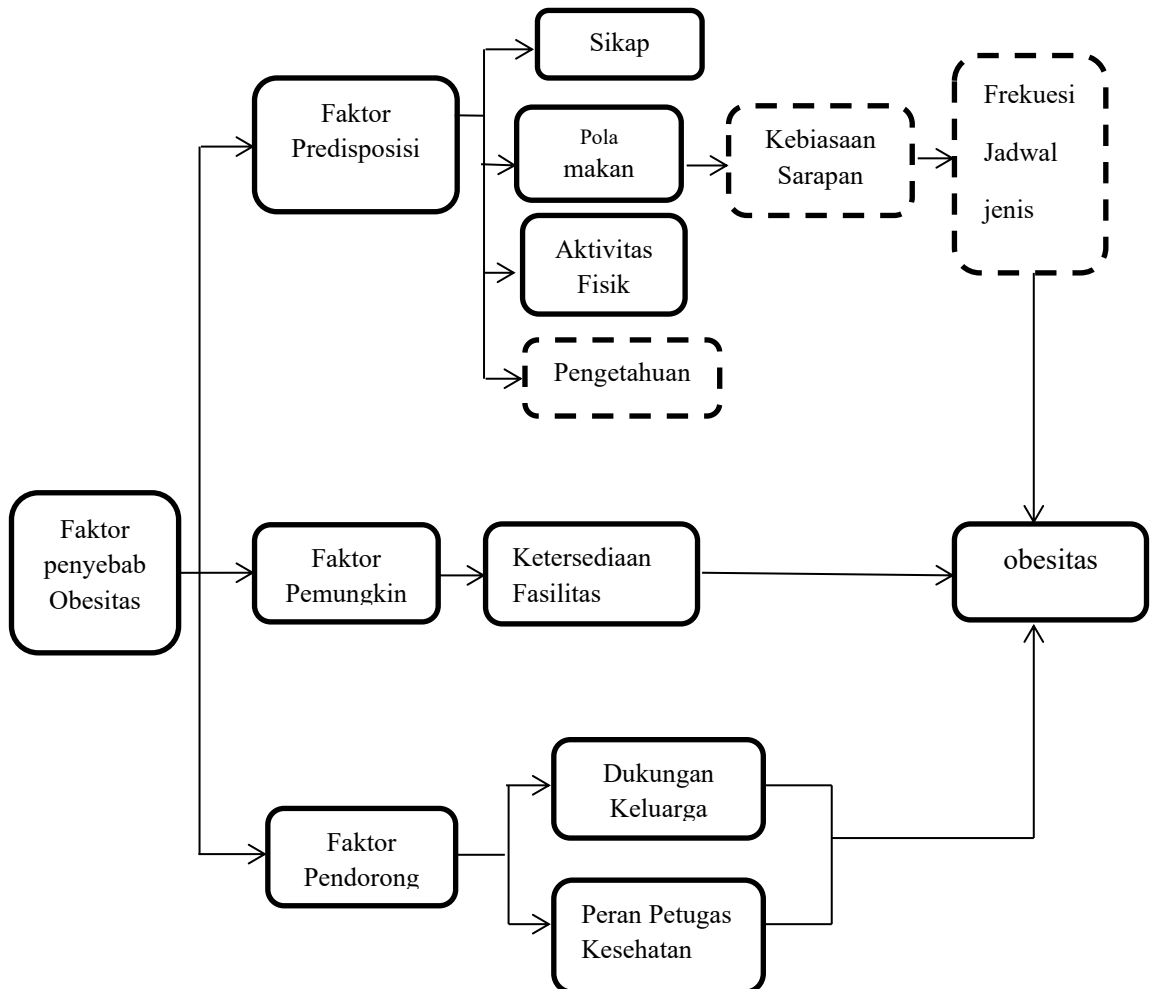 Sikap
Faktor
Predisposisi
Pola
makan
Kebiasaan
Sarapan
Frekuesi
Jadwal
jenis
Aktivitas
Fisik
Pengetahuan
Faktor
penyebab
Obesitas
Faktor
Pemungkin
Ketersediaan
Fasilitas
obesitas
Dukungan
Keluarga
Faktor
Pendorong
Peran Petugas
Kesehatan